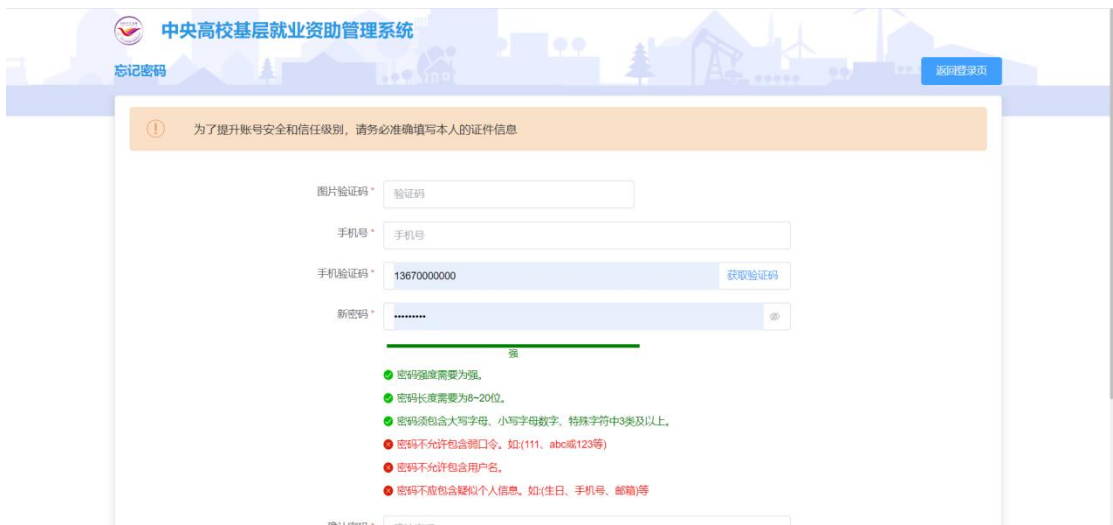 中央高校基层就业资助管理系统
忘记密码
返回登录页
为了提升账号安全和信任级别，请务必准确填写本人的证件信息
图片验证码 * 验证码
手机号 * 手机号
手机验证码 * 13670000000 获取验证码
新密码 * •••••••••
强
密码强度需要为强。
密码长度需要为8~20位。
密码须包含大写字母、小写字母数字、特殊字符中3类及以上。
密码不允许包含弱口令。如:(111、abc或123等)
密码不允许包含用户名。
密码不应包含疑似个人信息。如:(生日、手机号、邮箱)等